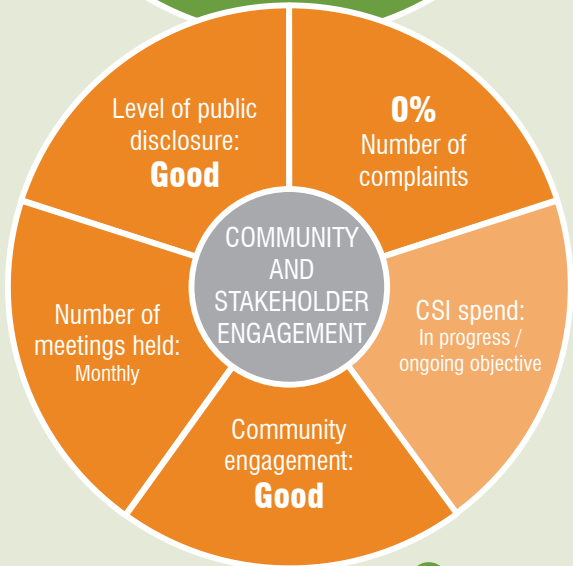 Level of public
disclosure:
Good
0%
Number of
complaints
COMMUNITY
AND
STAKEHOLDER
ENGAGEMENT
Number of
meetings held:
Monthly
CSI spend:
In progress /
ongoing objective
Community
engagement:
Good